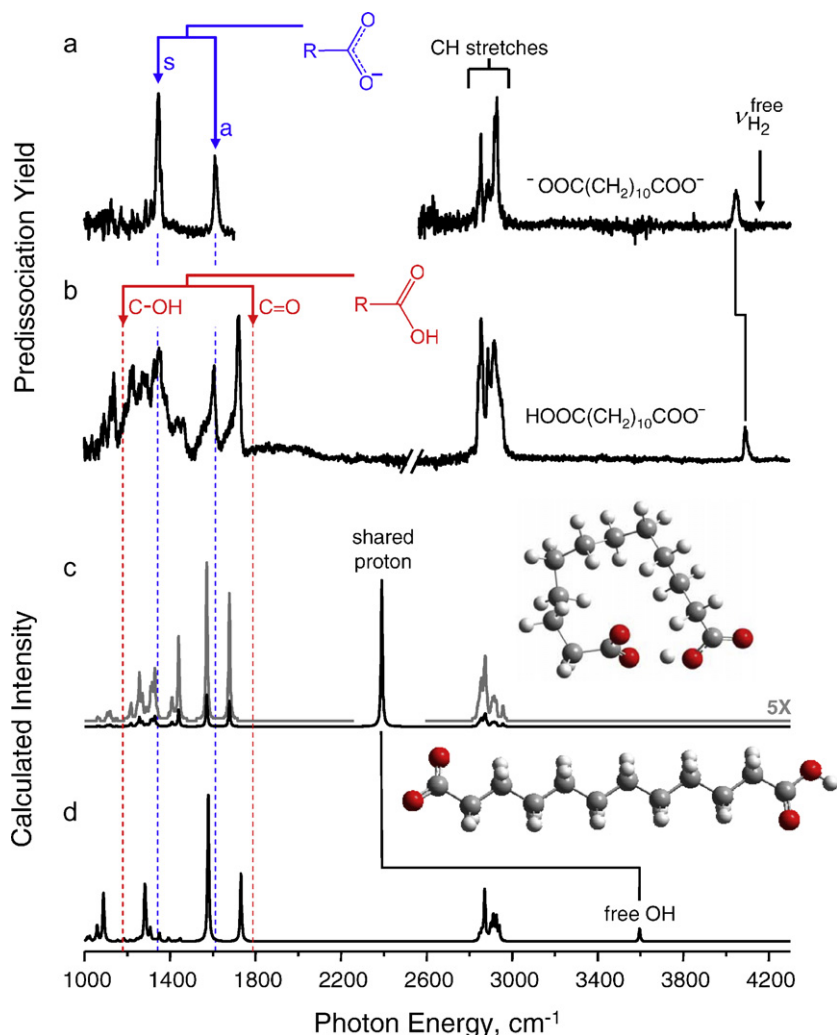 a
s
a
R
O
O⁻
CH stretches
ν free H₂
⁻OOC(CH₂)₁₀COO⁻
Predissociation Yield
b
C-OH
C=O
R
O
OH
HOOC(CH₂)₁₀COO⁻
c
shared
proton
5X
Calculated Intensity
d
free OH
1000 1400 1800 2200 2600 3000 3400 3800 4200
Photon Energy, cm⁻¹